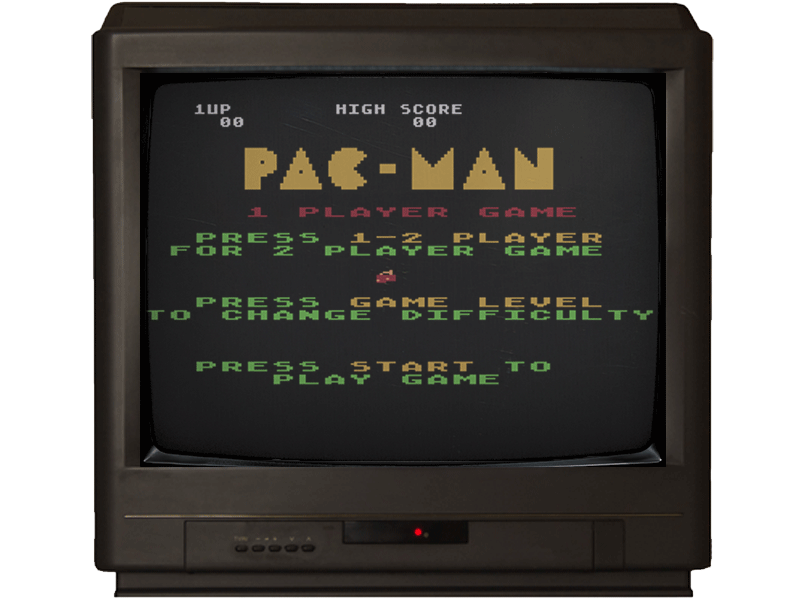 1UP HIGH SCORE
00 00
PAC-MAN
1 PLAYER GAME
PRESS 1-2 PLAYER
FOR 2 PLAYER GAME
PRESS GAME LEVEL
TO CHANGE DIFFICULTY
PRESS START TO
PLAY GAME